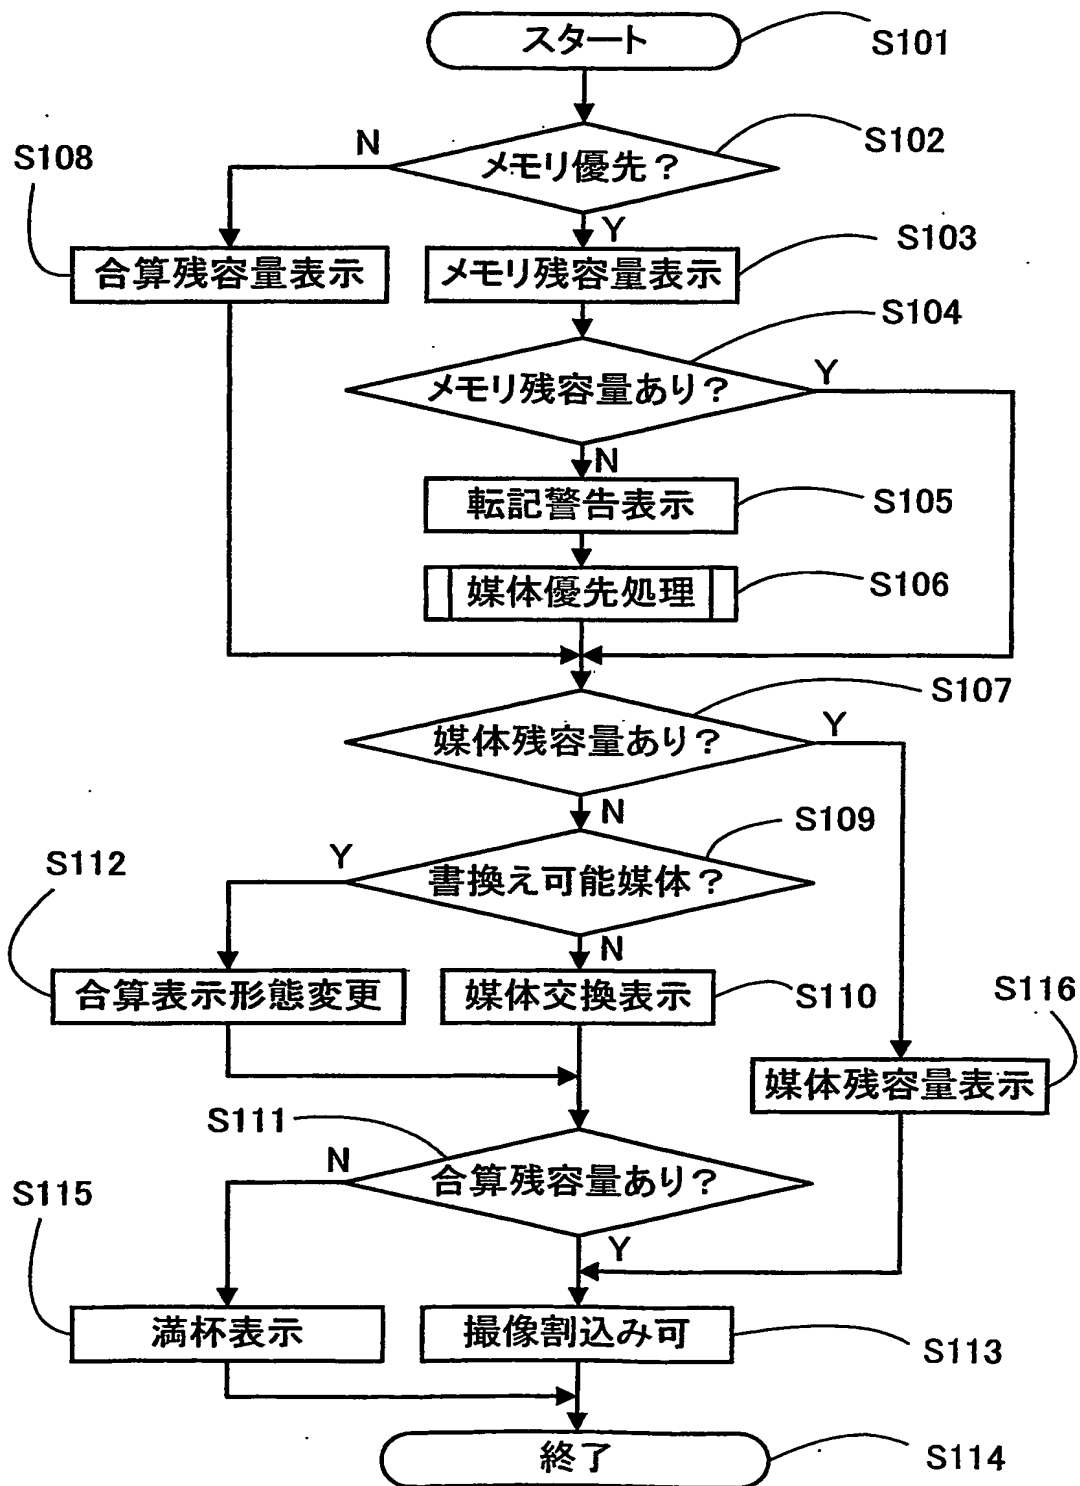 スタート
S101
N
S102
S108
メモリ優先？
Y
S103
合算残容量表示
メモリ残容量表示
S104
Y
メモリ残容量あり？
N
転記警告表示
S105
媒体優先処理
S106
S107
Y
媒体残容量あり？
N
S109
Y
S112
書換え可能媒体？
N
合算表示形態変更
媒体交換表示
S110
S116
媒体残容量表示
S111
N
合算残容量あり？
S115
Y
満杯表示
撮像割込み可
S113
終了
S114